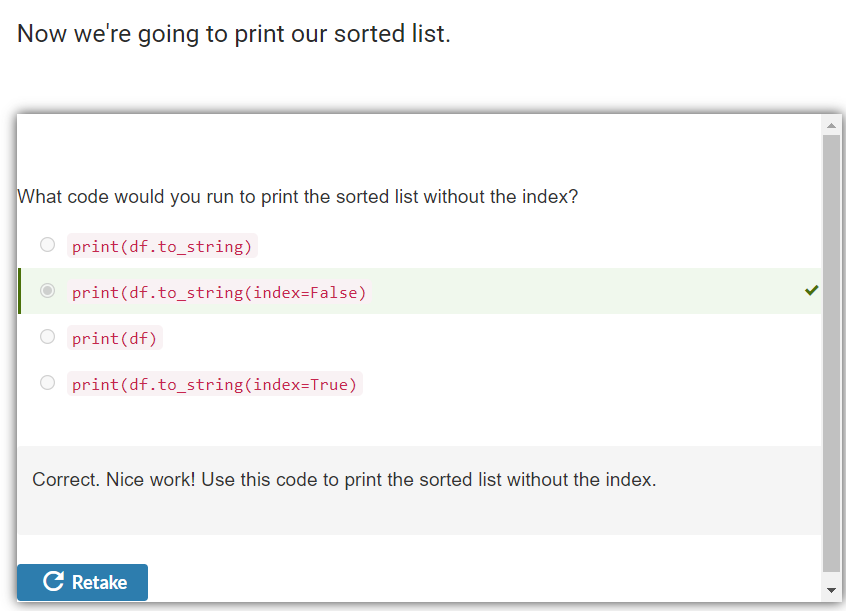 Now we're going to print our sorted list.
What code would you run to print the sorted list without the index?
print(df.to_string)
print(df.to_string(index=False)
print(df)
print(df.to_string(index=True)
Correct. Nice work! Use this code to print the sorted list without the index.
Retake